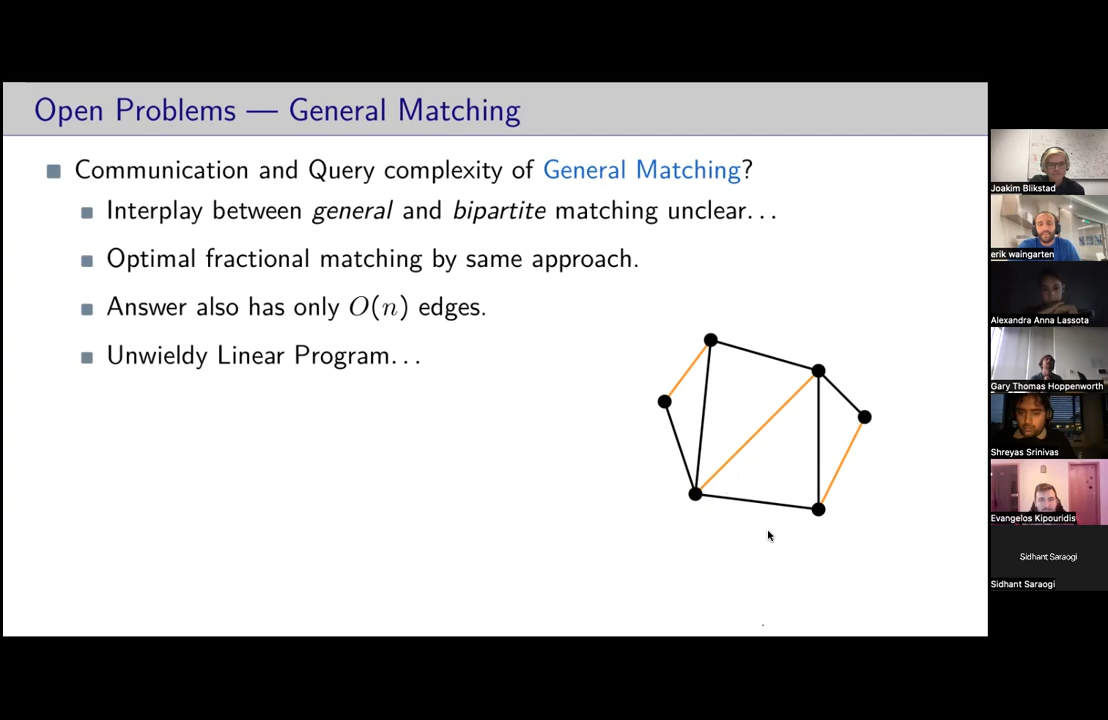 Open Problems — General Matching
Communication and Query complexity of General Matching?
Interplay between general and bipartite matching unclear...
Optimal fractional matching by same approach.
Answer also has only O(n) edges.
Unwieldy Linear Program...
Joakim Blikstad
erik waingarten
Alexandra Anna Lassota
Gary Thomas Hoppenworth
Shreyas Srinivas
Evangelos Kipouridis
Sidhant Saraogi
Sidhant Saraogi